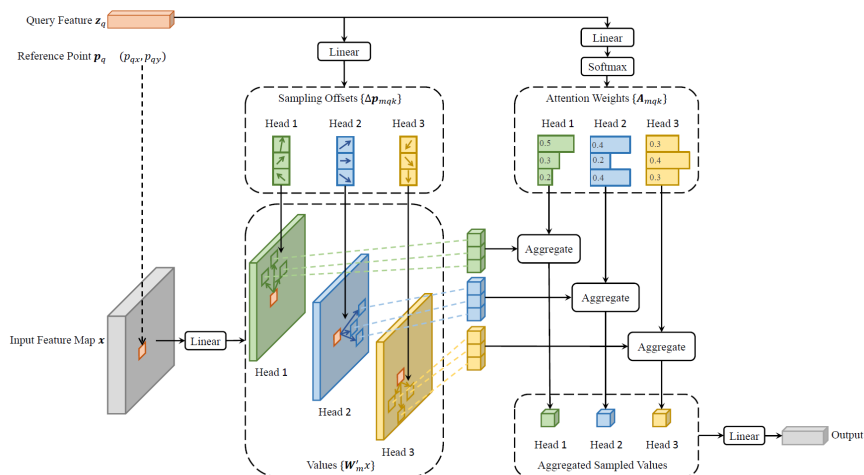 Query Feature z_q
Reference Point p_q (p_qx, p_qy)
Linear
Linear
Softmax
Sampling Offsets {Δp_mqk}
Head 1 Head 2 Head 3
Attention Weights {A_mqk}
Head 1 Head 2 Head 3
0.5 0.4 0.3
0.3 0.2 0.4
0.2 0.4 0.3
Aggregate
Aggregate
Aggregate
Input Feature Map x
Linear
Head 1
Head 2
Head 3
Values {W'_m x}
Head 1 Head 2 Head 3
Aggregated Sampled Values
Linear
Output